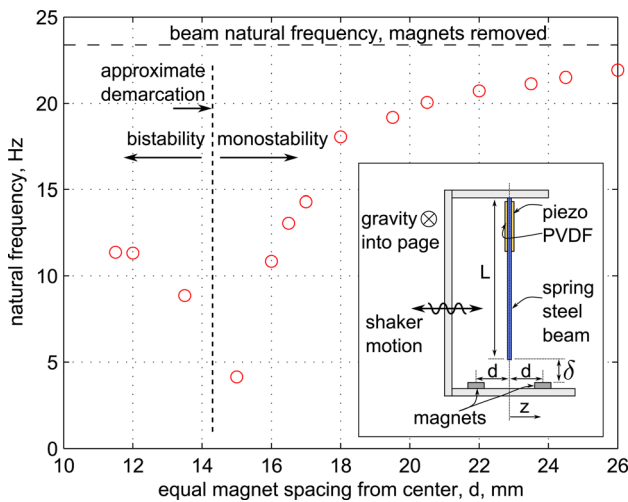 25
20
15
10
5
0
natural frequency, Hz
beam natural frequency, magnets removed
approximate
demarcation
bistability
monostability
gravity ⊗
into page
piezo
PVDF
L
spring
steel
beam
shaker
motion
d
d
δ
magnets
z
10 12 14 16 18 20 22 24 26
equal magnet spacing from center, d, mm